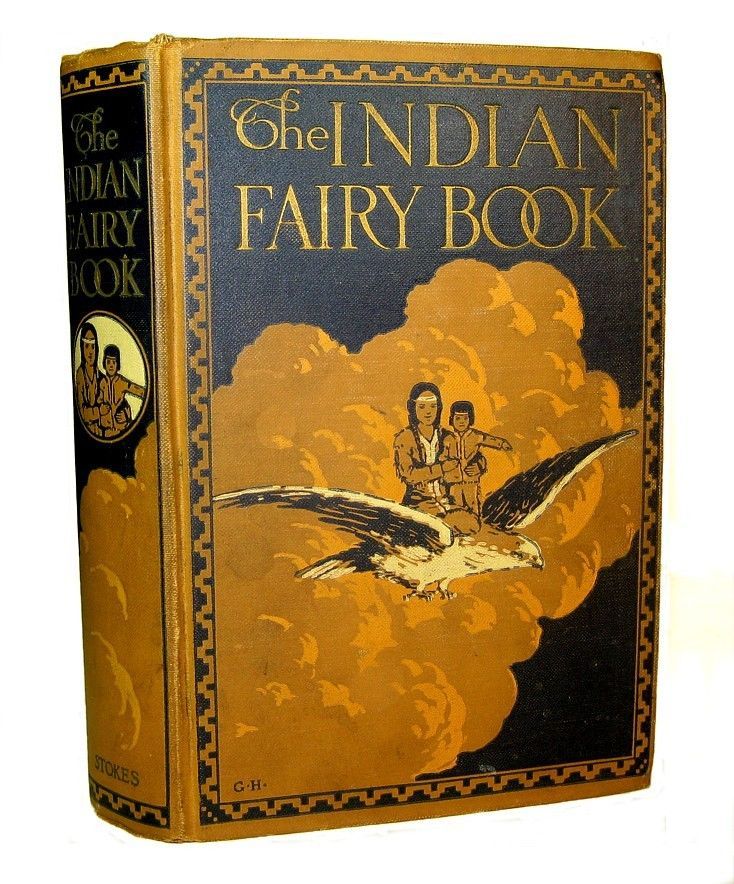 The
INDIAN
FAIRY
BOOK
STOKES
The INDIAN
FAIRY BOOK
G·H·